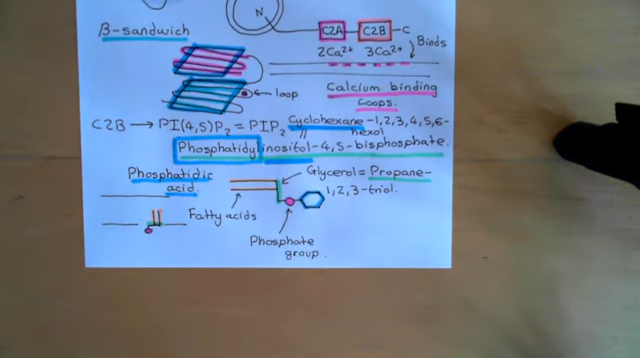 N
β-sandwich
C2A C2B -C
2Ca²⁺ 3Ca²⁺ Binds
Calcium binding
Loops.
loop
C2B → PI(4,5)P₂ = PIP₂ Cyclohexane-1,2,3,4,5,6-
hexol
Phosphatidylinositol-4,5-bisphosphate.
Phosphatidic
acid.
Glycerol = Propane-
1,2,3-triol.
Fatty acids
Phosphate
group.